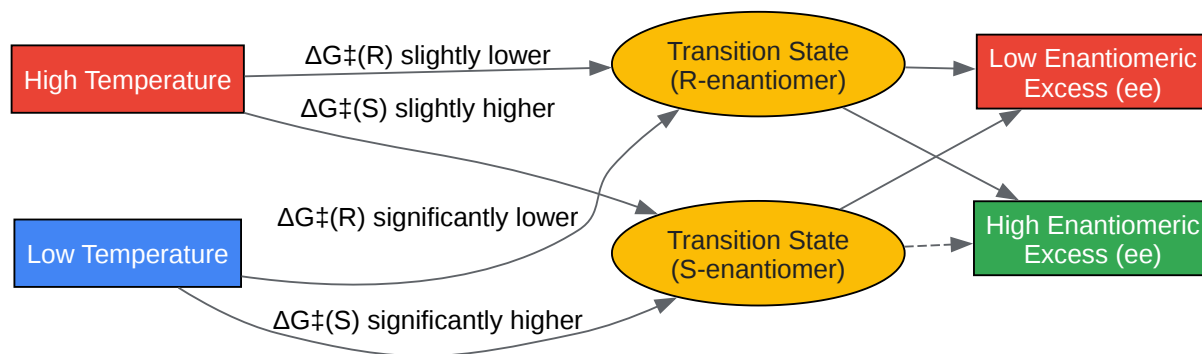 High Temperature
ΔG‡(R) slightly lower
ΔG‡(S) slightly higher
Transition State
(R-enantiomer)
Low Enantiomeric
Excess (ee)
Low Temperature
ΔG‡(R) significantly lower
ΔG‡(S) significantly higher
Transition State
(S-enantiomer)
High Enantiomeric
Excess (ee)